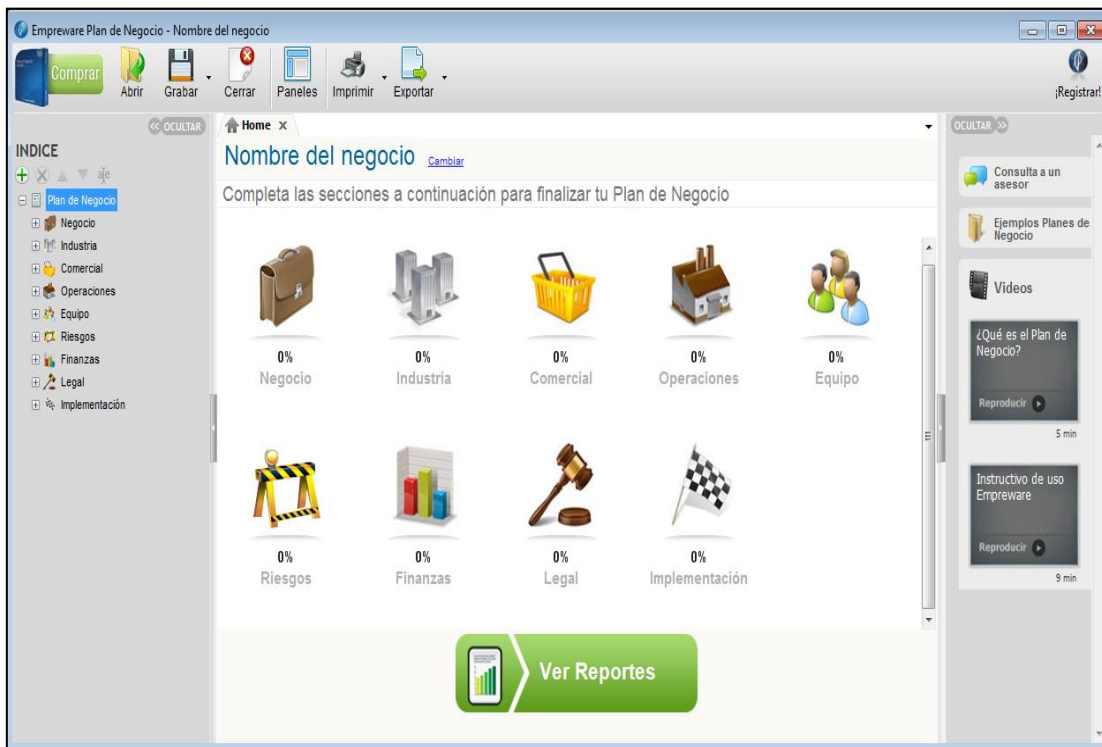 Empreware Plan de Negocio - Nombre del negocio
Comprar
Abrir
Grabar
Cerrar
Paneles
Imprimir
Exportar
¡Registrar!
<< OCULTAR
INDICE
Plan de Negocio
Negocio
Industria
Comercial
Operaciones
Equipo
Riesgos
Finanzas
Legal
Implementación
Home X
Nombre del negocio Cambiar
Completa las secciones a continuación para finalizar tu Plan de Negocio
0% 0% 0% 0% 0%
Negocio Industria Comercial Operaciones Equipo
0% 0% 0% 0%
Riesgos Finanzas Legal Implementación
Ver Reportes
OCULTAR >>
Consulta a un
asesor
Ejemplos Planes de
Negocio
Videos
¿Qué es el Plan de
Negocio?
Reproducir
5 min
Instructivo de uso
Empreware
Reproducir
9 min